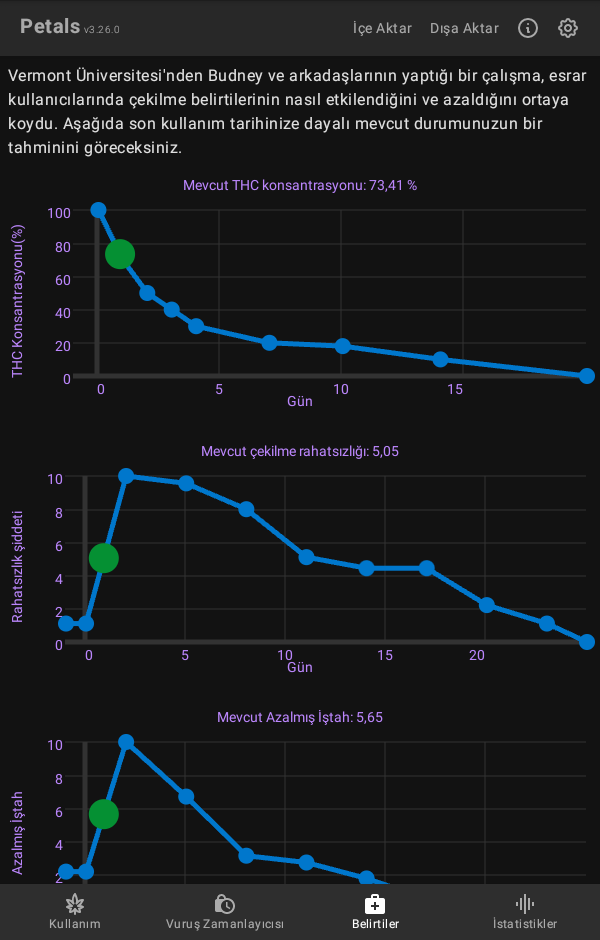 Petals v3.26.0 İçe Aktar Dışa Aktar
Vermont Üniversitesi'nden Budney ve arkadaşlarının yaptığı bir çalışma, esrar
kullanıcılarında çekilme belirtilerinin nasıl etkilendiğini ve azaldığını ortaya
koydu. Aşağıda son kullanım tarihinize dayalı mevcut durumunuzun bir
tahminini göreceksiniz.
Mevcut THC konsantrasyonu: 73,41 %
THC Konsantrasyonu(%)
100
80
60
40
20
0
0 5 10 15
Gün
Mevcut çekilme rahatsızlığı: 5,05
Rahatsızlık şiddeti
10
8
6
4
2
0
0 5 10 15 20
Gün
Mevcut Azalmış İştah: 5,65
Azalmış İştah
10
8
6
4
2
Kullanım Vuruş Zamanlayıcısı Belirtiler İstatistikler